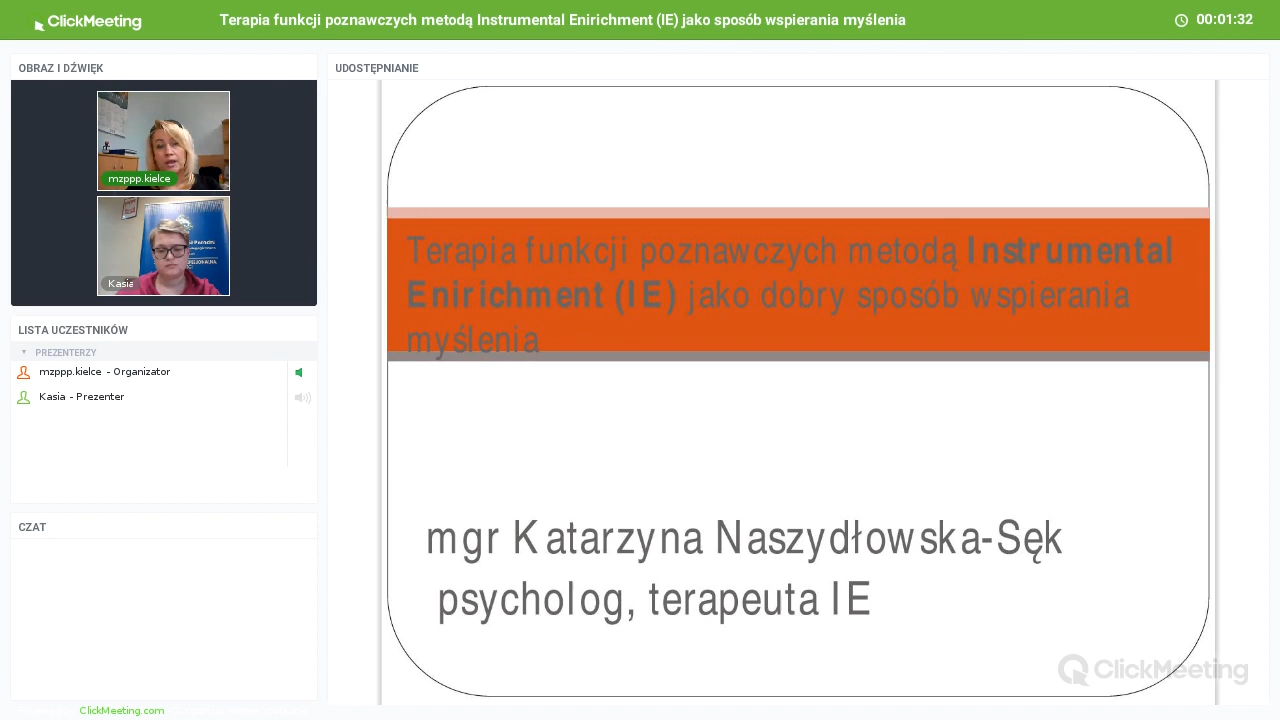 ClickMeeting
Terapia funkcji poznawczych metodą Instrumental Enirichment (IE) jako sposób wspierania myślenia
00:01:32
OBRAZ I DŹWIĘK
mzppp.kielce
Kasia
LISTA UCZESTNIKÓW
PREZENTERZY
mzppp.kielce - Organizator
Kasia - Prezenter
CZAT
ClickMeeting.com
UDOSTĘPNIANIE
Terapia funkcji poznawczych metodą Instrumental
Enirichment (IE) jako dobry sposób wspierania
myślenia
mgr Katarzyna Naszydłowska-Sęk
psycholog, terapeuta IE
ClickMeeting